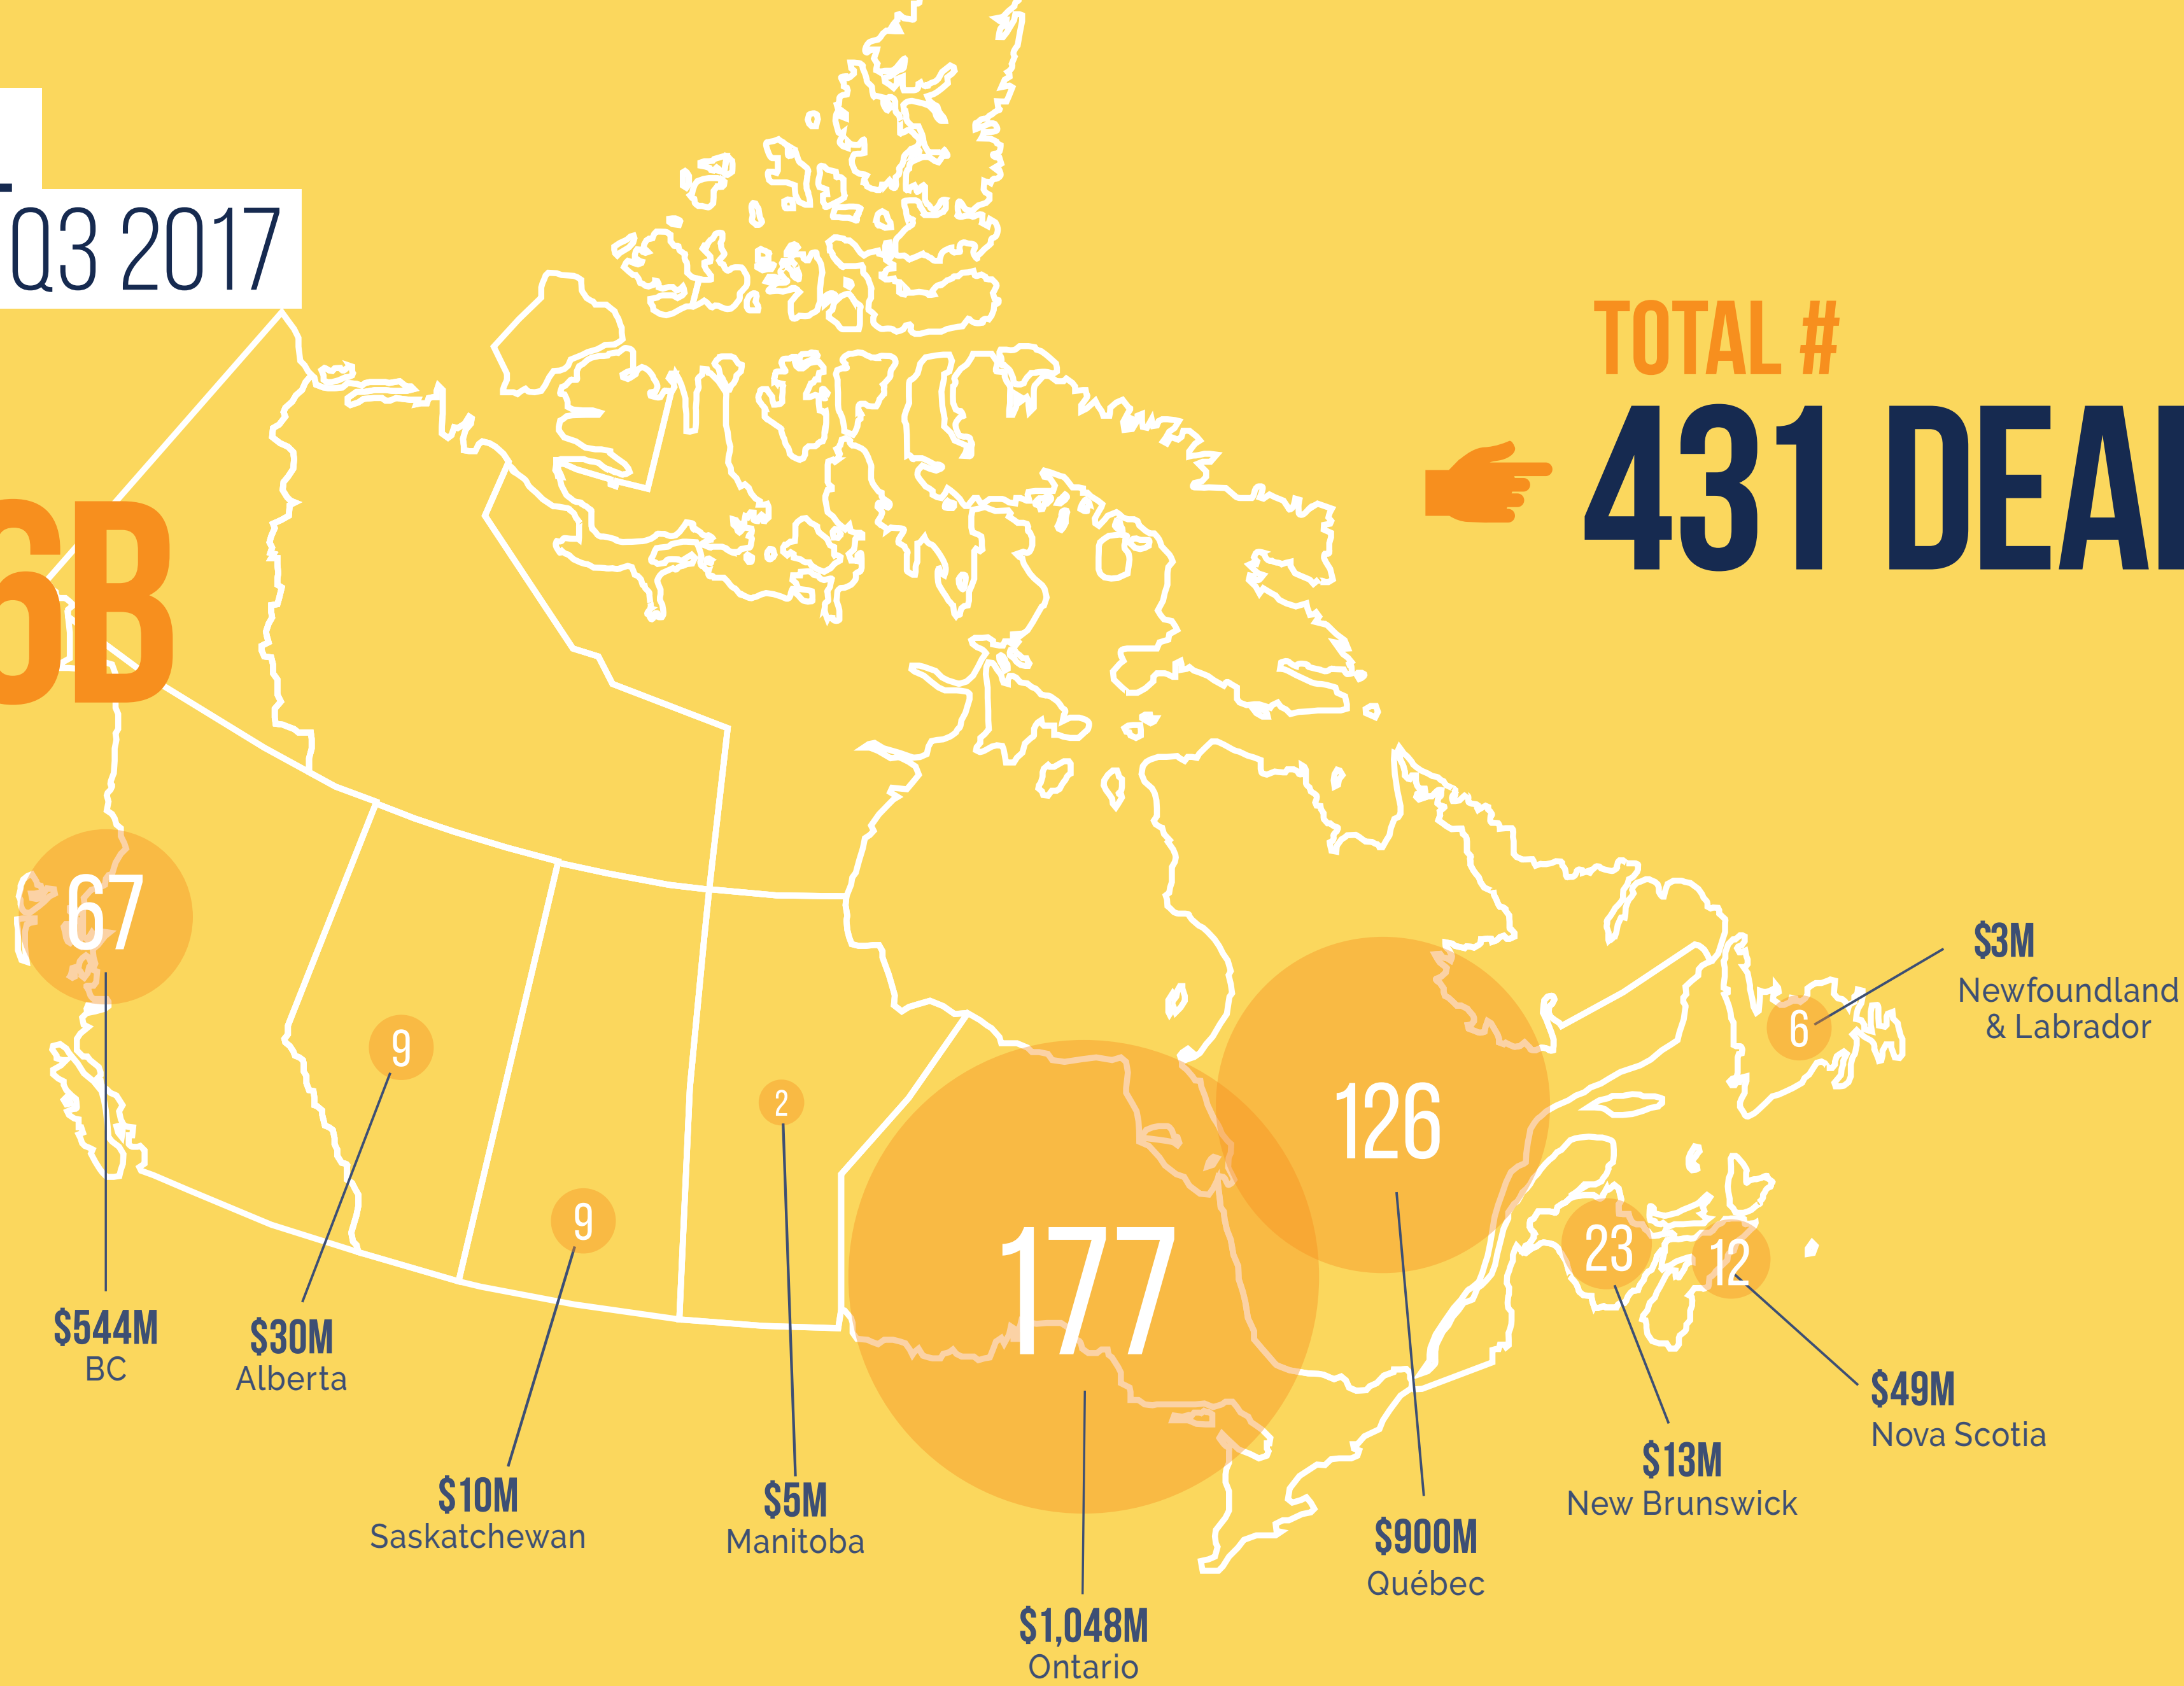 Q3 2017
TOTAL #
431 DEAL
6B
67
9
9
2
177
126
6
23
12
$3M
Newfoundland
& Labrador
$544M
BC
$30M
Alberta
$10M
Saskatchewan
$5M
Manitoba
$1,048M
Ontario
$900M
Québec
$13M
New Brunswick
$49M
Nova Scotia